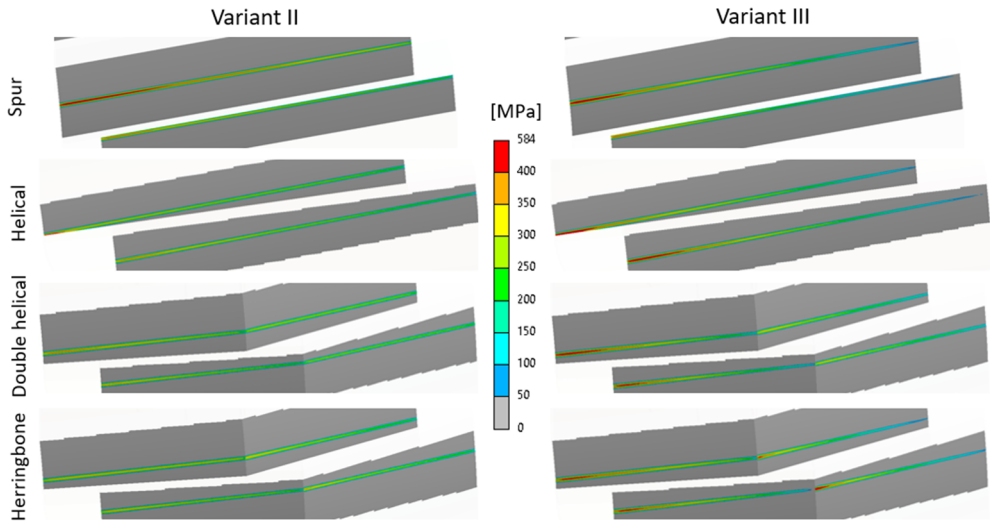 Variant II
Variant III
Spur
Helical
Double helical
Herringbone
[MPa]
584
400
350
300
250
200
150
100
50
0